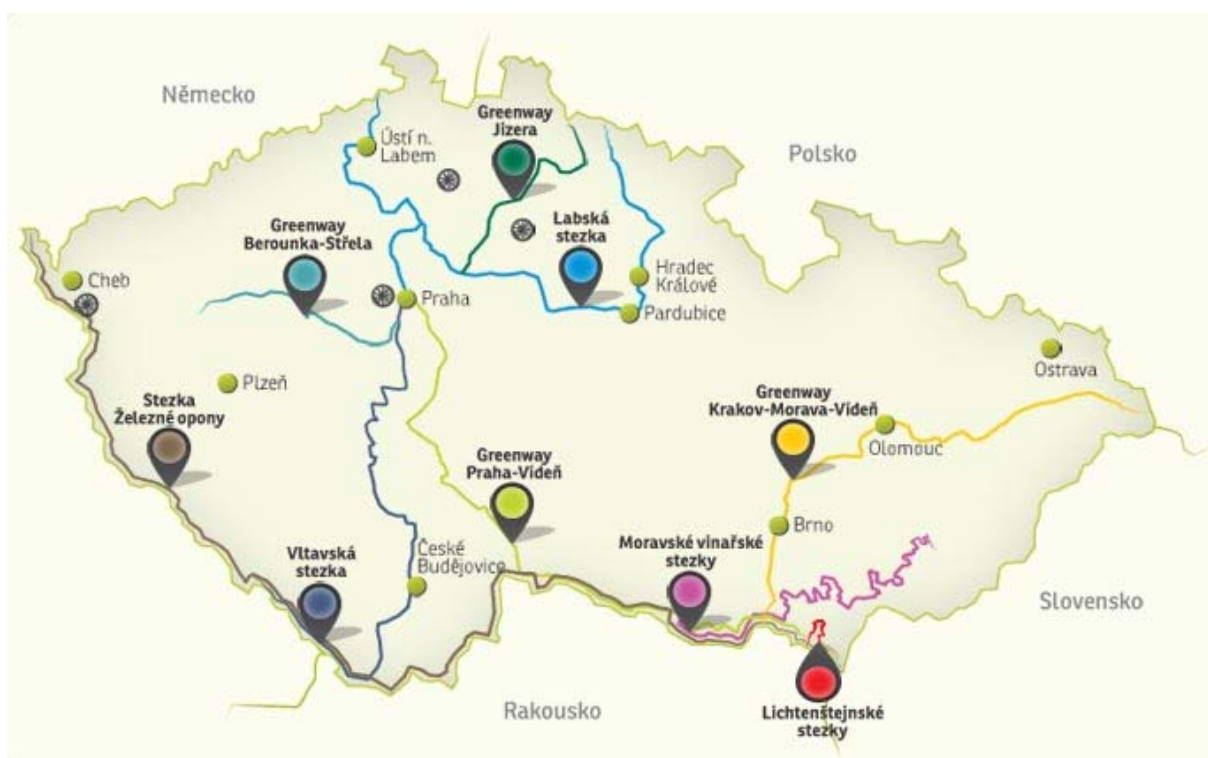 Německo
Greenway
Jizera
Ústí n.
Labem
Polsko
Greenway
Berounka-Střela
Labská
stezka
Cheb
Praha
Hradec
Králové
Pardubice
Ostrava
Plzeň
Stezka
Železné opony
Greenway
Krakov-Morava-Vídeň
Olomouc
Greenway
Praha-Vídeň
Brno
Vltavská
stezka
České
Budějovice
Moravské vinařské
stezky
Slovensko
Rakousko
Lichtenštejnské
stezky